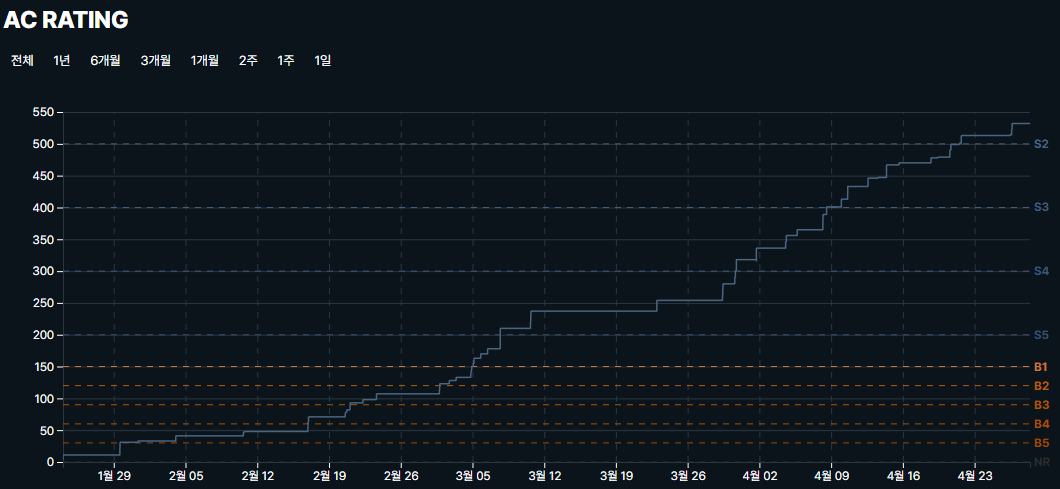 AC RATING
전체 1년 6개월 3개월 1개월 2주 1주 1일
550
500 S2
450
400 S3
350
300 S4
250
200 S5
150 B1
B2
100
B3
B4
50
B5
0 NR
1월 29 2월 05 2월 12 2월 19 2월 26 3월 05 3월 12 3월 19 3월 26 4월 02 4월 09 4월 16 4월 23